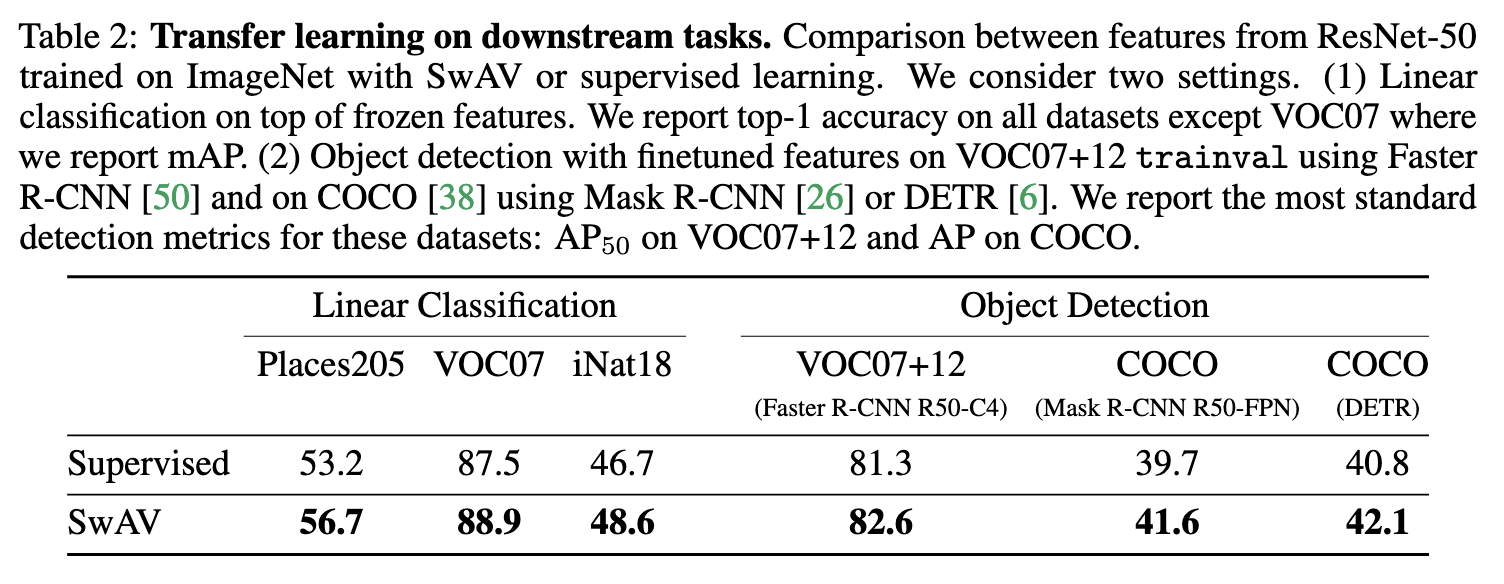 Table 2: Transfer learning on downstream tasks. Comparison between features from ResNet-50
trained on ImageNet with SwAV or supervised learning. We consider two settings. (1) Linear
classification on top of frozen features. We report top-1 accuracy on all datasets except VOC07 where
we report mAP. (2) Object detection with finetuned features on VOC07+12 trainval using Faster
R-CNN [50] and on COCO [38] using Mask R-CNN [26] or DETR [6]. We report the most standard
detection metrics for these datasets: AP50 on VOC07+12 and AP on COCO.
Linear Classification Object Detection
Places205 VOC07 iNat18 VOC07+12 COCO COCO
(Faster R-CNN R50-C4) (Mask R-CNN R50-FPN) (DETR)
Supervised 53.2 87.5 46.7 81.3 39.7 40.8
SwAV 56.7 88.9 48.6 82.6 41.6 42.1